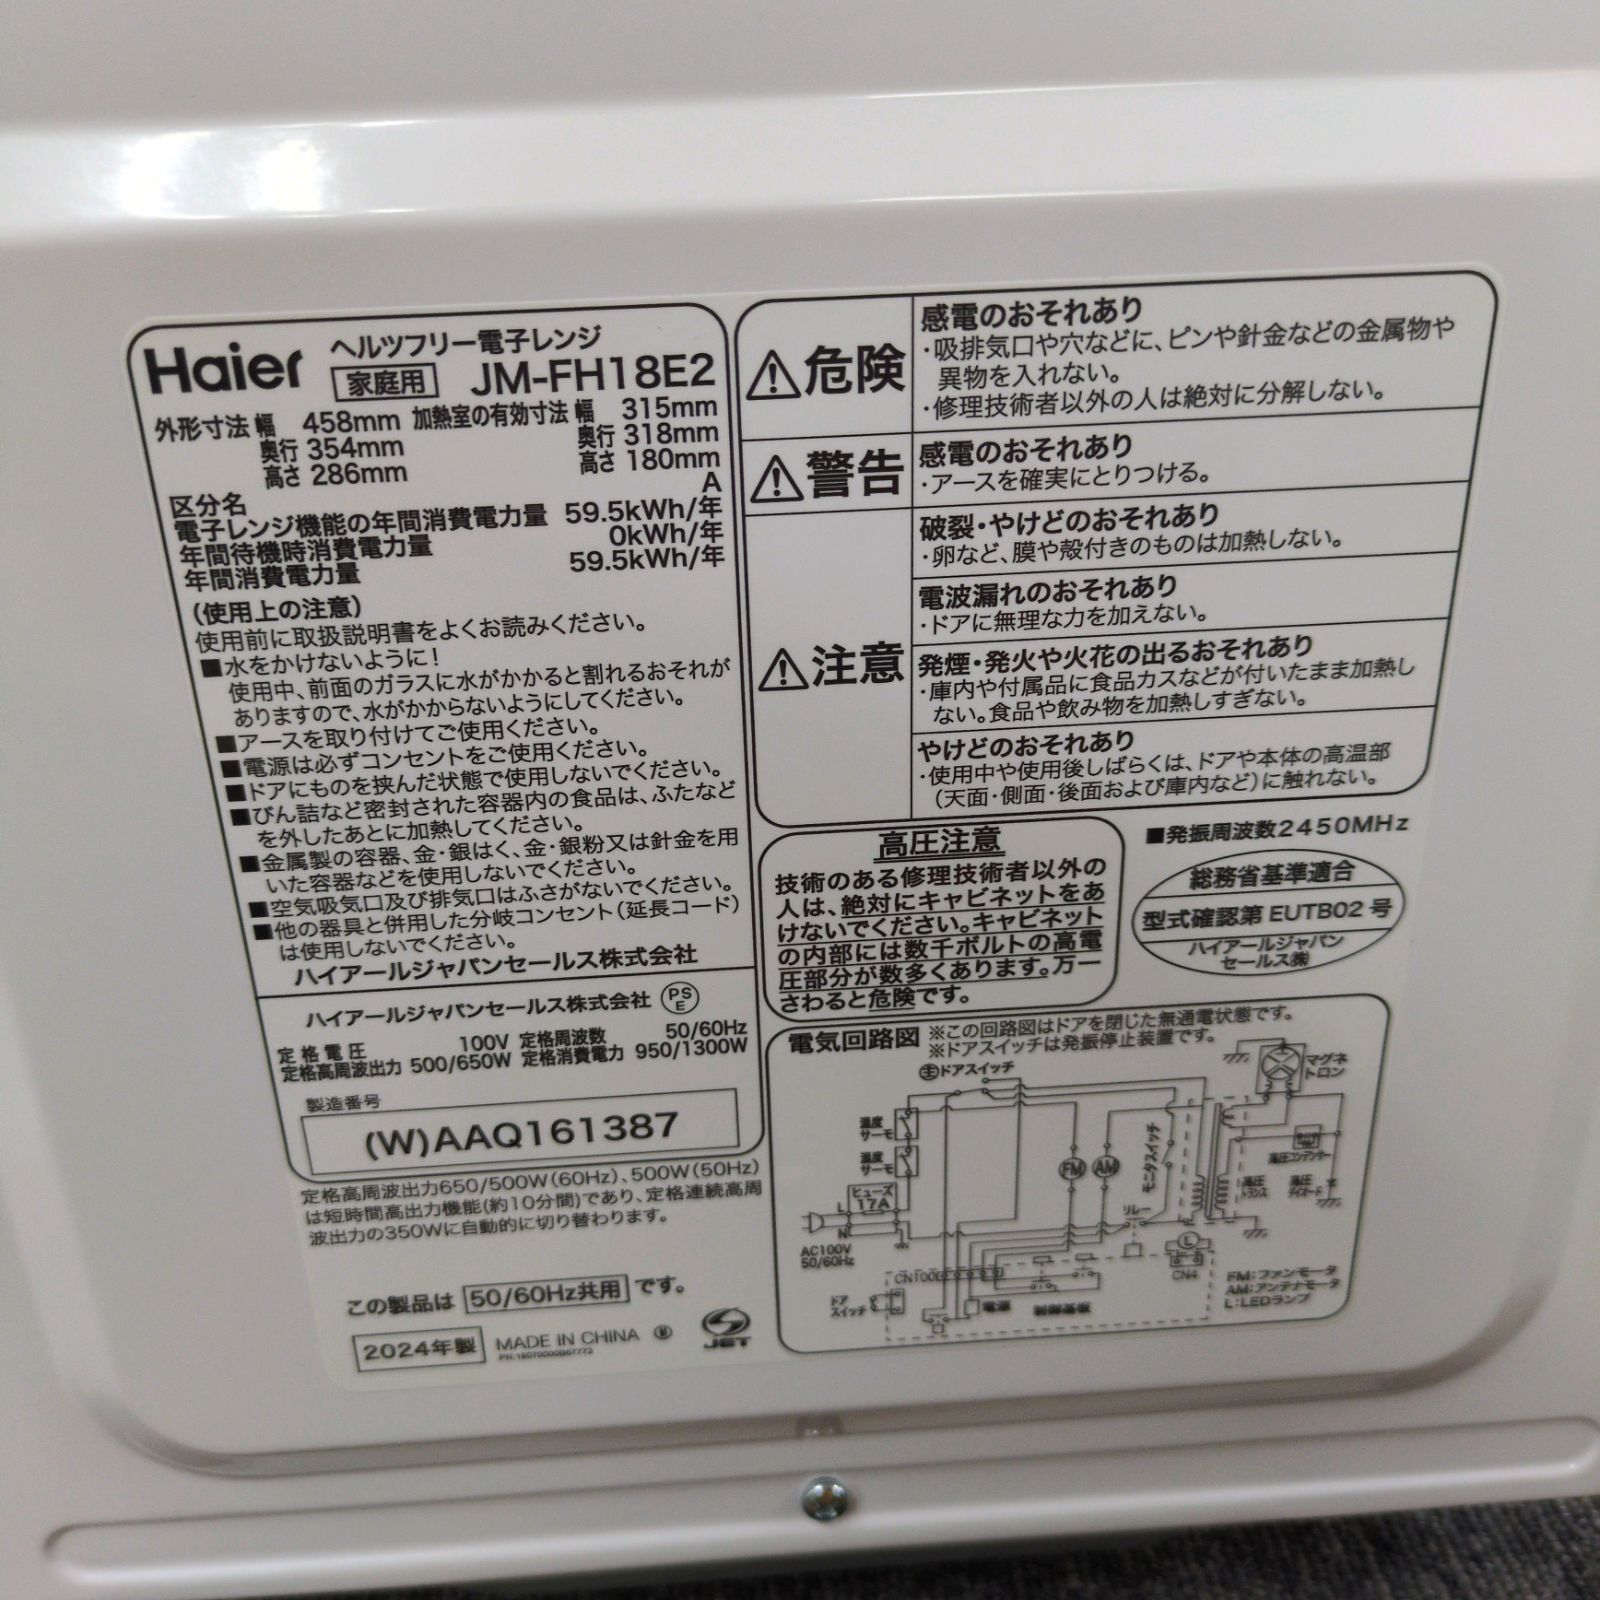 Haier
ヘルツフリー電子レンジ
家庭用 JM-FH18E2
外形寸法 幅 458mm 加熱室の有効寸法 幅 315mm
奥行 354mm 奥行 318mm
高さ 286mm 高さ 180mm
区分名 A
電子レンジ機能の年間消費電力量 59.5kWh/年
年間待機時消費電力量 0kWh/年
年間消費電力量 59.5kWh/年
(使用上の注意)
使用前に取扱説明書をよくお読みください。
■水をかけないように!
使用中、前面のガラスに水がかかると割れるおそれが
ありますので、水がかからないようにしてください。
■アースを取り付けてご使用ください。
■電源は必ずコンセントをご使用ください。
■ドアにものを挟んだ状態で使用しないでください。
■びん詰など密封された容器内の食品は、ふたなど
を外したあとに加熱してください。
■金属製の容器、金・銀はく、金・銀粉又は針金を用
いた容器などを使用しないでください。
■空気吸気口及び排気口はふさがないでください。
■他の器具と併用した分岐コンセント(延長コード)
は使用しないでください。
ハイアールジャパンセールス株式会社
ハイアールジャパンセールス株式会社 PSE
定格電圧 100V 定格周波数 50/60Hz
定格高周波出力 500/650W 定格消費電力 950/1300W
製造番号
(W)AAQ161387
定格高周波出力650/500W(60Hz)、500W(50Hz)
は短時間高出力機能(約10分間)であり、定格連続高周
波出力の350Wに自動的に切り替わります。
この製品は 50/60Hz共用 です。
2024年製 MADE IN CHINA
JET
⚠危険
感電のおそれあり
・吸排気口や穴などに、ピンや針金などの金属物や
異物を入れない。
・修理技術者以外の人は絶対に分解しない。
⚠警告
感電のおそれあり
・アースを確実にとりつける。
⚠注意
破裂・やけどのおそれあり
・卵など、膜や殻付きのものは加熱しない。
電波漏れのおそれあり
・ドアに無理な力を加えない。
発煙・発火や火花の出るおそれあり
・庫内や付属品に食品カスなどが付いたまま加熱し
ない。食品や飲み物を加熱しすぎない。
やけどのおそれあり
・使用中や使用後しばらくは、ドアや本体の高温部
(天面・側面・後面および庫内など)に触れない。
高圧注意
技術のある修理技術者以外の
人は、絶対にキャビネットをあ
けないでください。キャビネット
の内部には数千ボルトの高電
圧部分が数多くあります。万一
さわると危険です。
■発振周波数2450MHz
総務省基準適合
型式確認第 EUTB02 号
ハイアールジャパン
セールス㈱
電気回路図 ※この回路図はドアを閉じた無通電状態です。
※ドアスイッチは発振停止装置です。
㊤ドアスイッチ
マグネ
トロン
温度
サーモ
温度
サーモ
ヒューズ
17A
L
N
AC100V
50/60Hz
FM
AM
モニタスイッチ
リレー
高圧
トランス
高圧コンデンサー
高圧
ダイオード
L
CN4
CN100
ドア
スイッチ
FM:ファンモータ
AM:アンテナモータ
L:LEDランプ